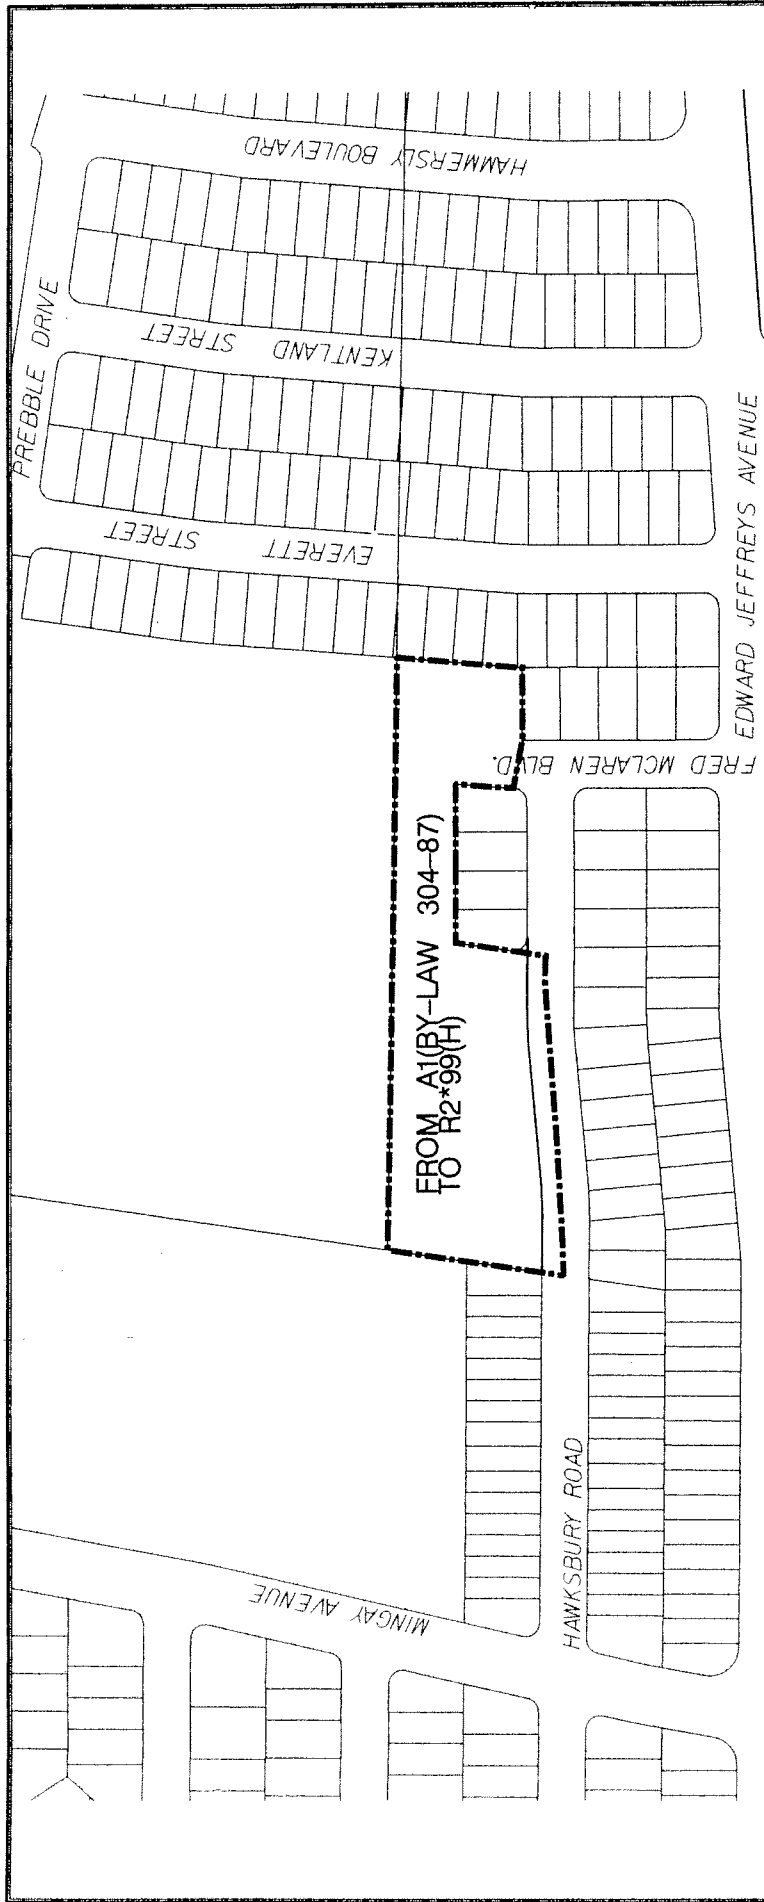 HAMMERSLY BOULEVARD
PREBBLE DRIVE
KENTLAND STREET
EVERETT STREET
EDWARD JEFFREYS AVENUE
FRED MCLAREN BLVD.
FROM A1(BY-LAW 304-87)
TO R2*99(H)
HAWKSBURY ROAD
MINGAY AVENUE